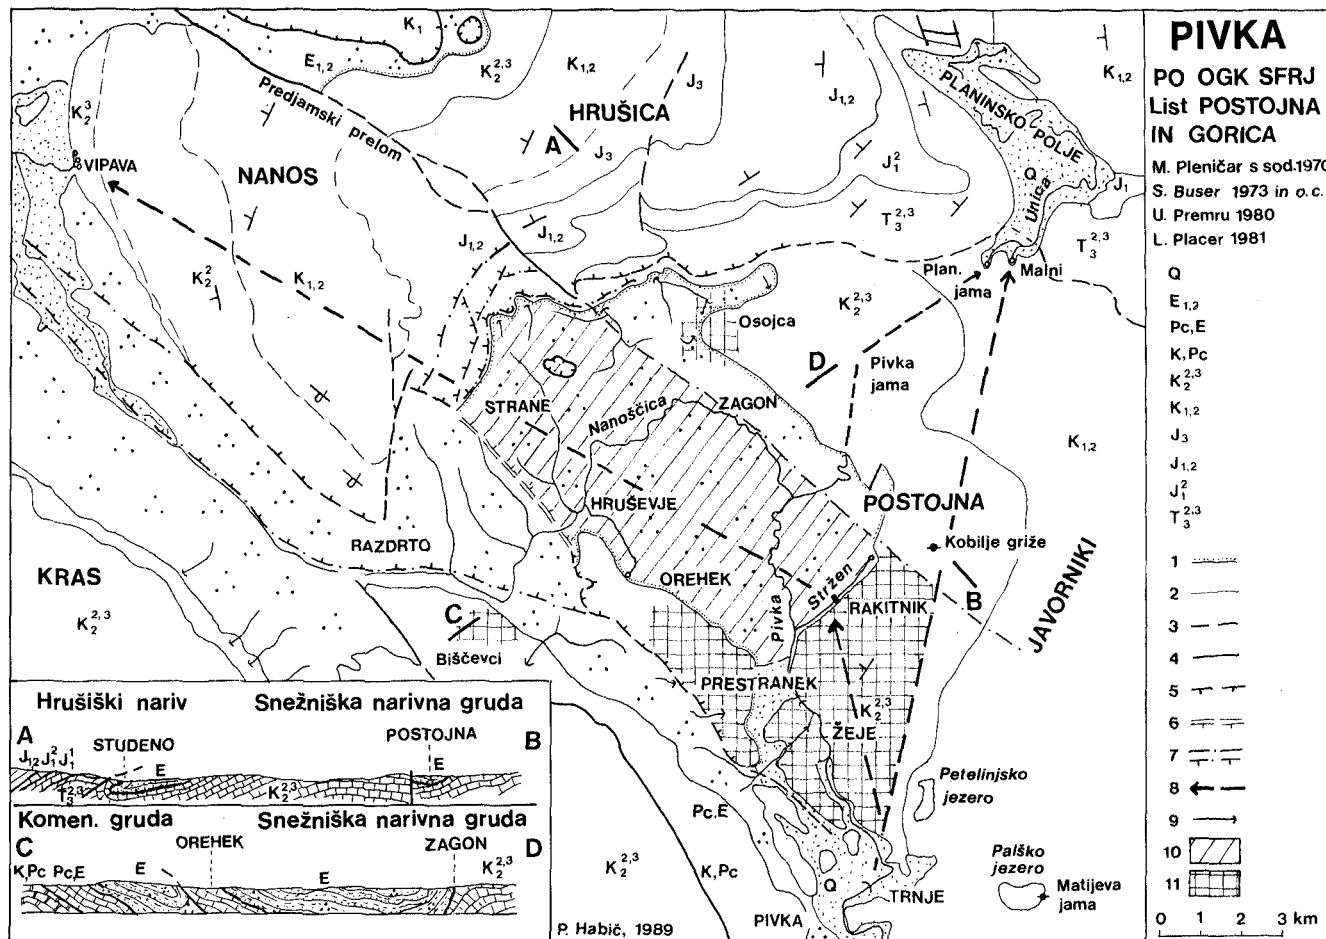 PIVKA
PO OGK SFRJ
List POSTOJNA
IN GORICA
M. Pleničar s sod.1970
S. Buser 1973 in o.c.
U. Premru 1980
L. Placer 1981
Q
E1,2
Pc,E
K,Pc
K2 2,3
K1,2
J3
J1,2
J1 2
T3 2,3
1
2
3
4
5
6
7
8
9
10
11
0 1 2 3 km
K1
E1,2
K2 2,3
K1,2
J3
J1,2
K1,2
PLANINSKO POLJE
HRUŠICA
Predjamski prelom
K2 3
VIPAVA
NANOS
A
J3
J1 2
Q
Unica
J1
T3 2,3
T3 2,3
J1,2
J1,2
K2 2
K1,2
Plan.
jama
Malni
K2 2,3
Osojca
D
Pivka
jama
STRANE
Nanoščica
ZAGON
K1,2
HRUŠEVJE
POSTOJNA
RAZDRTO
Kobilje griže
KRAS
K2 2,3
OREHEK
Pivka
Stržen
RAKITNIK
B
JAVORNIKI
C
Biščevci
PRESTRANEK
K2 2,3
ŽEJE
Petelinjsko
jezero
Pc,E
K2 2,3
K,Pc
Q
Palško
jezero
Matijeva
jama
TRNJE
PIVKA
P. Habič, 1989
Hrušiški nariv Snežniška narivna gruda
A STUDENO POSTOJNA B
J1,2 J1 2 J1 1
E E
T3 2,3 K2 2,3
Komen. gruda Snežniška narivna gruda
C OREHEK ZAGON D
K,Pc Pc,E E E K2 2,3